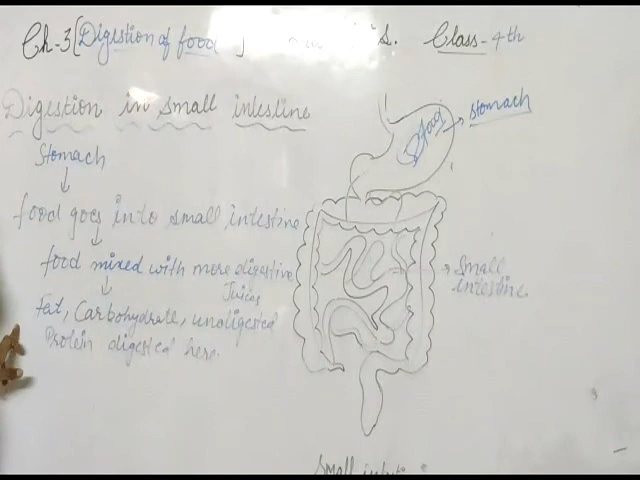 Ch-3 [Digestion of food] s. Class-4th
Digestion in small intestine
Stomach
food goes into small intestine
food mixed with more digestive
Juices
Fat, Carbohydrate, undigested
Protein digested here.
food
stomach
Small
intestine
Small